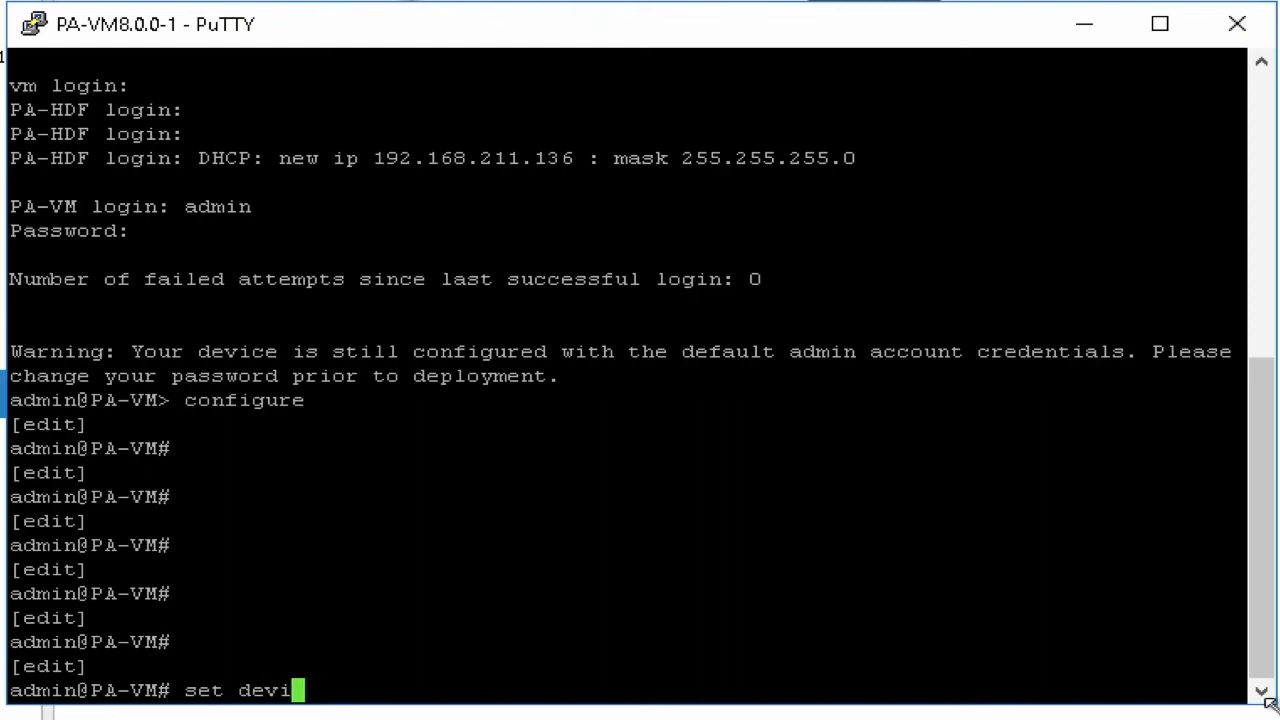 PA-VM8.0.0-1 - PuTTY
1
vm login:
PA-HDF login:
PA-HDF login:
PA-HDF login: DHCP: new ip 192.168.211.136 : mask 255.255.255.0
PA-VM login: admin
Password:
Number of failed attempts since last successful login: 0
Warning: Your device is still configured with the default admin account credentials. Please
change your password prior to deployment.
admin@PA-VM> configure
[edit]
admin@PA-VM#
[edit]
admin@PA-VM#
[edit]
admin@PA-VM#
[edit]
admin@PA-VM#
[edit]
admin@PA-VM#
[edit]
admin@PA-VM# set devi